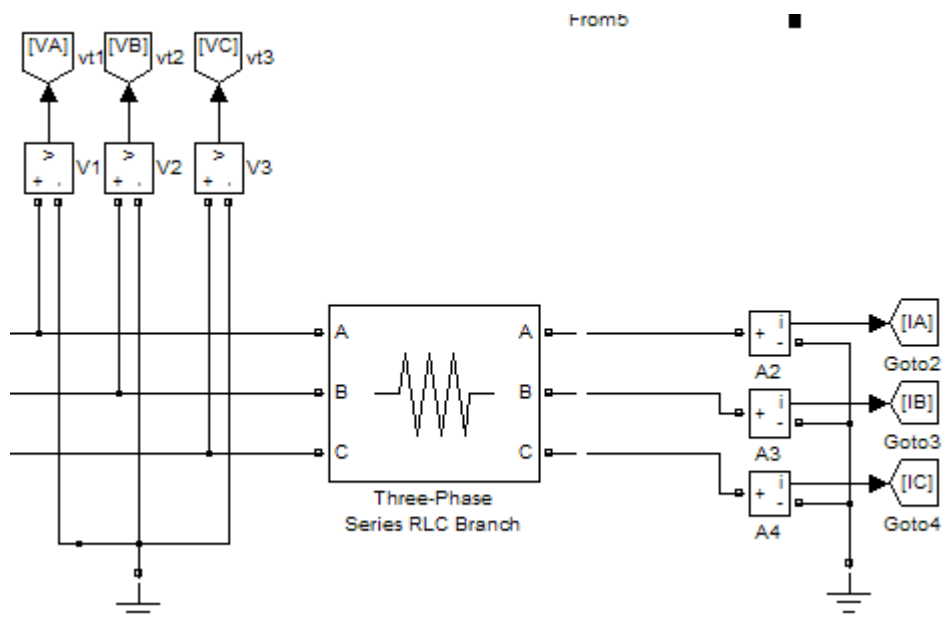 From5
[VA] vt1 [VB] vt2 [VC] vt3
v + - V1 v + - V2 v + - V3
A A
B B
C C
Three-Phase
Series RLC Branch
+ i - [IA]
A2 Goto2
+ i - [IB]
A3 Goto3
+ i - [IC]
A4 Goto4